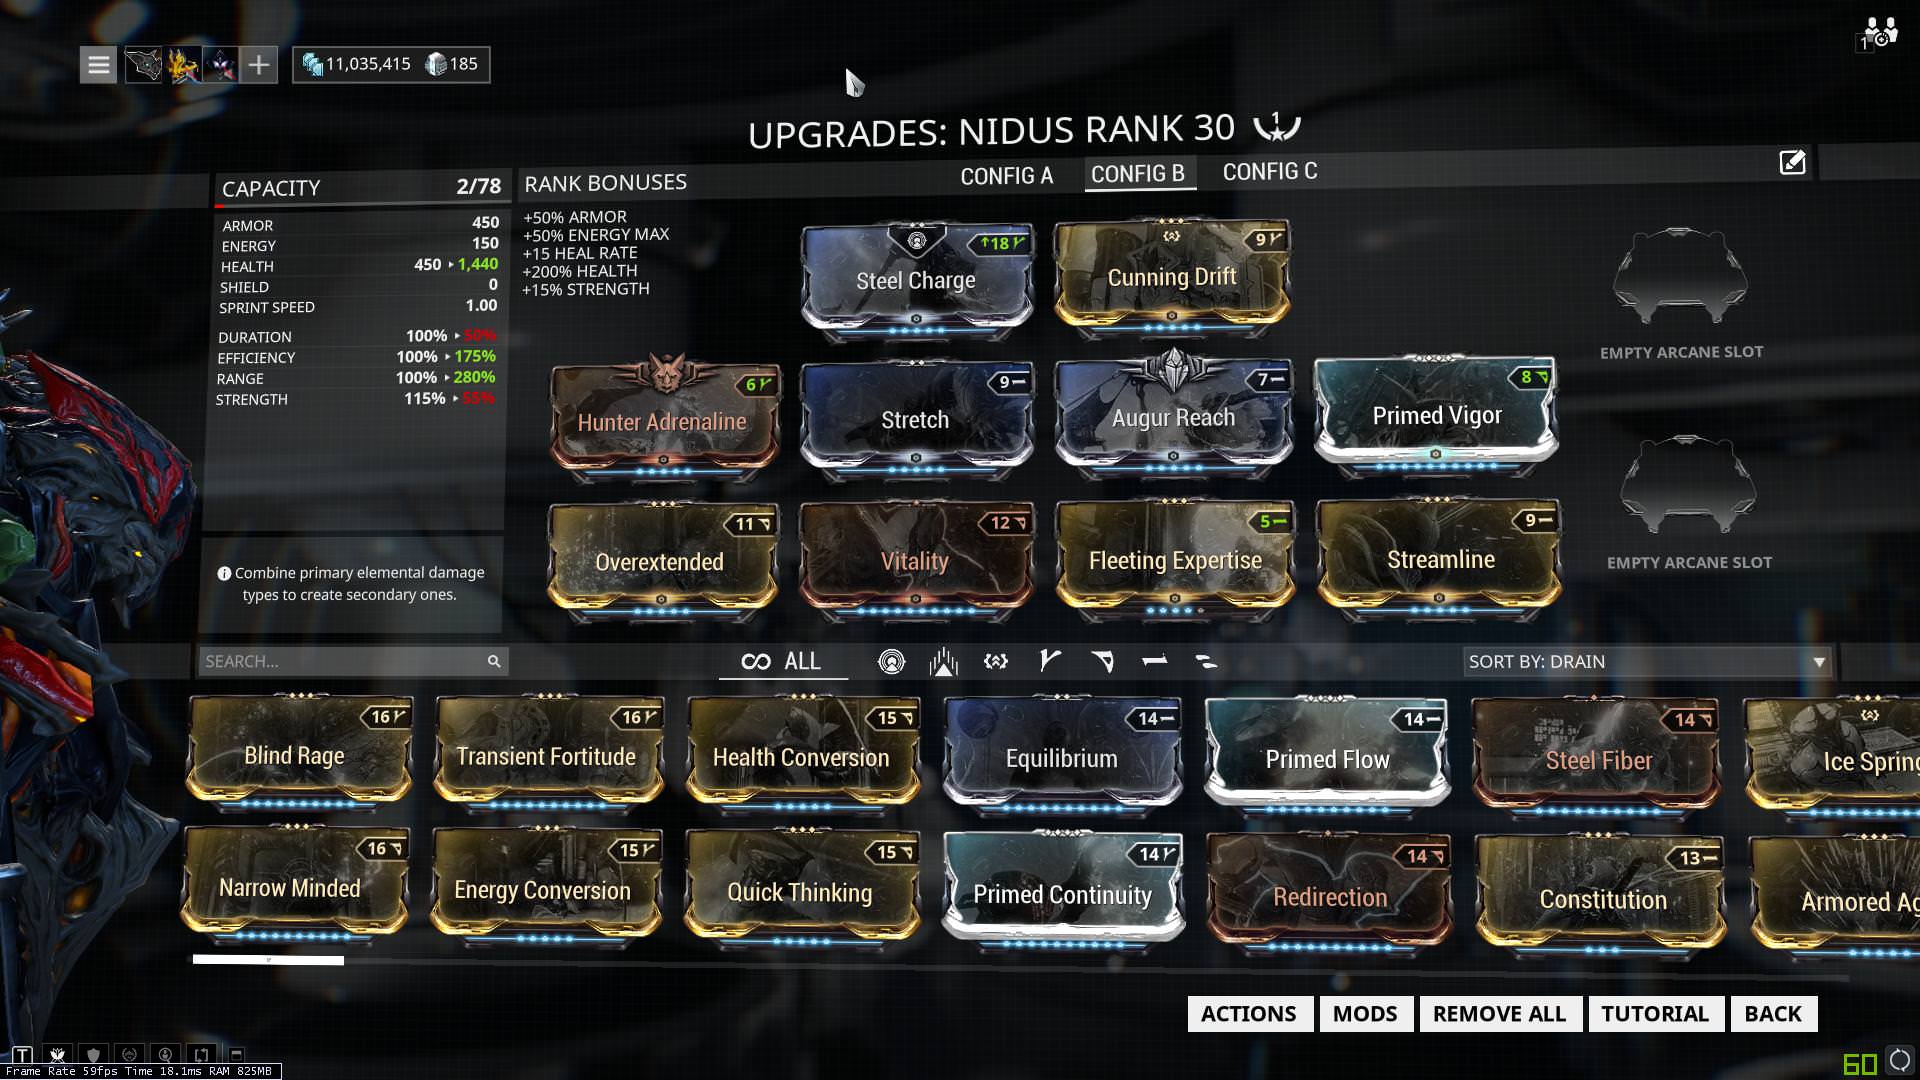 11,035,415 185
1
UPGRADES: NIDUS RANK 30 1
CONFIG A CONFIG B CONFIG C
CAPACITY 2/78
ARMOR 450
ENERGY 150
HEALTH 450 1,440
SHIELD 0
SPRINT SPEED 1.00
DURATION 100% 50%
EFFICIENCY 100% 175%
RANGE 100% 280%
STRENGTH 115% 55%
Combine primary elemental damage
types to create secondary ones.
RANK BONUSES
+50% ARMOR
+50% ENERGY MAX
+15 HEAL RATE
+200% HEALTH
+15% STRENGTH
18 9
Steel Charge Cunning Drift
6 9 7 8
Hunter Adrenaline Stretch Augur Reach Primed Vigor
11 12 5 9
Overextended Vitality Fleeting Expertise Streamline
EMPTY ARCANE SLOT
EMPTY ARCANE SLOT
SEARCH... ALL SORT BY: DRAIN
16 16 15 14 14 14
Blind Rage Transient Fortitude Health Conversion Equilibrium Primed Flow Steel Fiber Ice Spring
16 15 15 14 14 13
Narrow Minded Energy Conversion Quick Thinking Primed Continuity Redirection Constitution Armored Ag
ACTIONS MODS REMOVE ALL TUTORIAL BACK
T
Frame Rate 59fps Time 18.1ms RAM 825MB
60